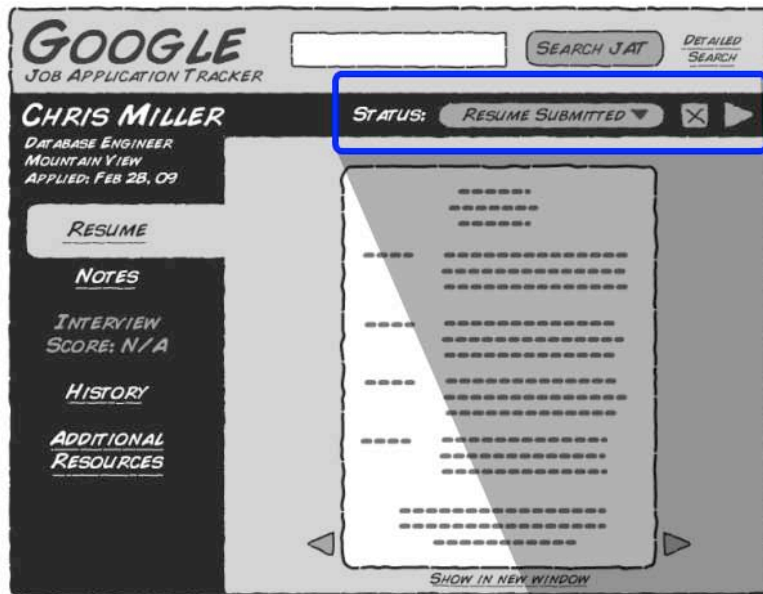 GOOGLE
JOB APPLICATION TRACKER
SEARCH JAT
DETAILED
SEARCH
CHRIS MILLER
STATUS: RESUME SUBMITTED
DATABASE ENGINEER
MOUNTAIN VIEW
APPLIED: FEB 28, 09
RESUME
NOTES
INTERVIEW
SCORE: N/A
HISTORY
ADDITIONAL
RESOURCES
SHOW IN NEW WINDOW